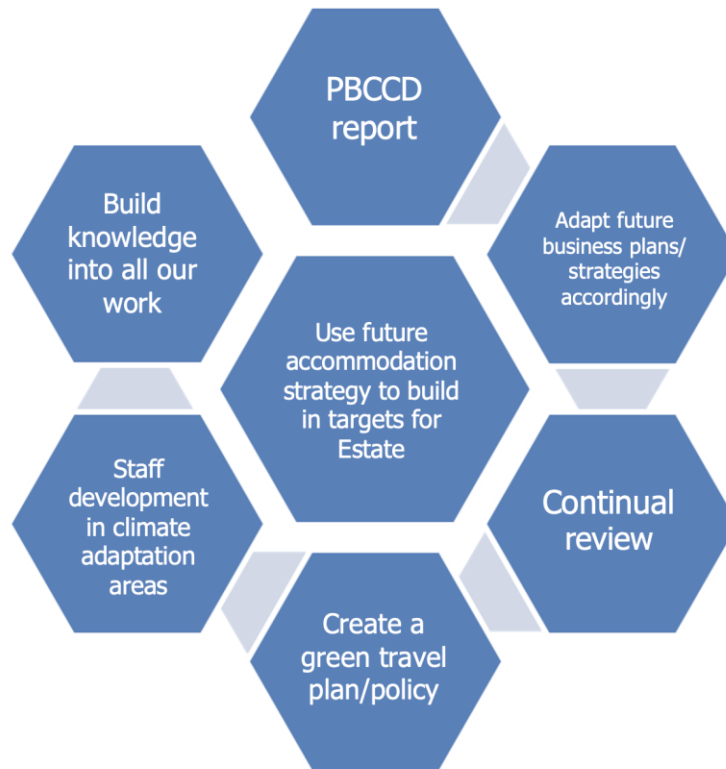 PBCCD
report
Build
knowledge
into all our
work
Adapt future
business plans/
strategies
accordingly
Use future
accommodation
strategy to build
in targets for
Estate
Staff
development
in climate
adaptation
areas
Continual
review
Create a
green travel
plan/policy